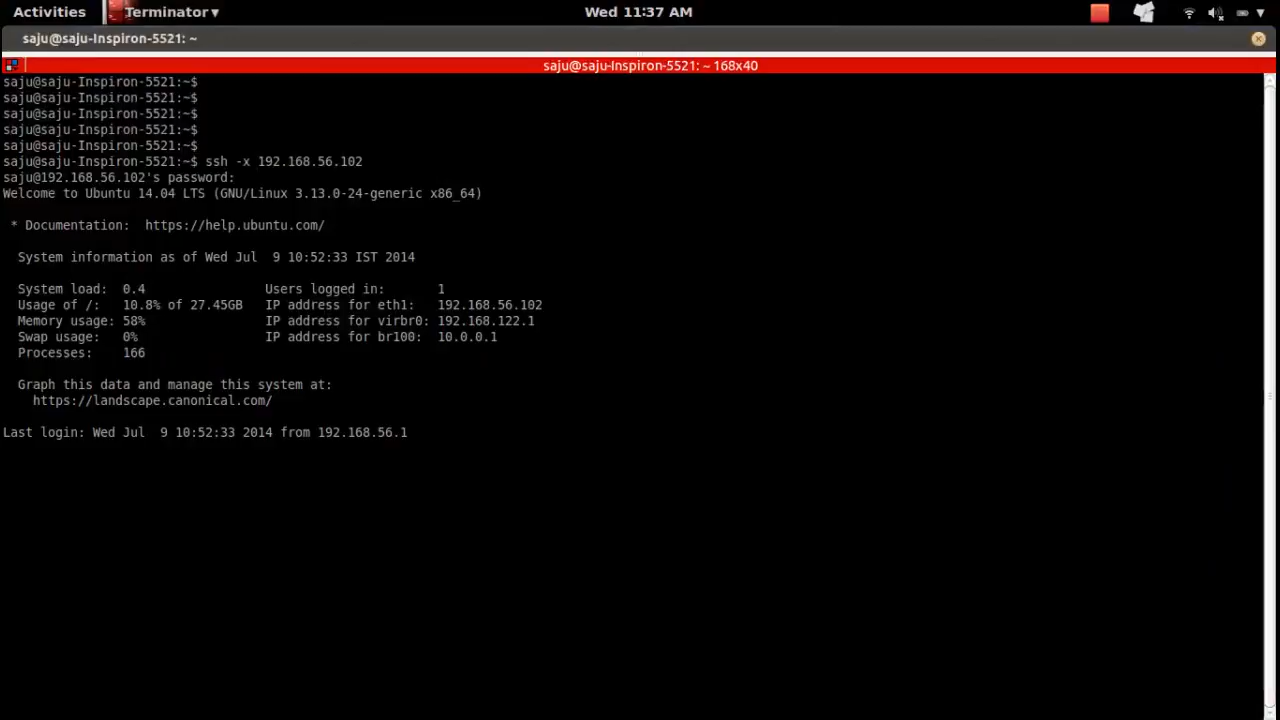 Activities Terminator Wed 11:37 AM
saju@saju-Inspiron-5521: ~
saju@saju-Inspiron-5521: ~ 168x40
saju@saju-Inspiron-5521:~$
saju@saju-Inspiron-5521:~$
saju@saju-Inspiron-5521:~$
saju@saju-Inspiron-5521:~$
saju@saju-Inspiron-5521:~$
saju@saju-Inspiron-5521:~$ ssh -x 192.168.56.102
saju@192.168.56.102's password:
Welcome to Ubuntu 14.04 LTS (GNU/Linux 3.13.0-24-generic x86_64)
* Documentation:  https://help.ubuntu.com/
System information as of Wed Jul  9 10:52:33 IST 2014
System load: 0.4 Users logged in: 1
Usage of /: 10.8% of 27.45GB IP address for eth1: 192.168.56.102
Memory usage: 58% IP address for virbr0: 192.168.122.1
Swap usage: 0% IP address for br100: 10.0.0.1
Processes: 166
Graph this data and manage this system at:
https://landscape.canonical.com/
Last login: Wed Jul  9 10:52:33 2014 from 192.168.56.1